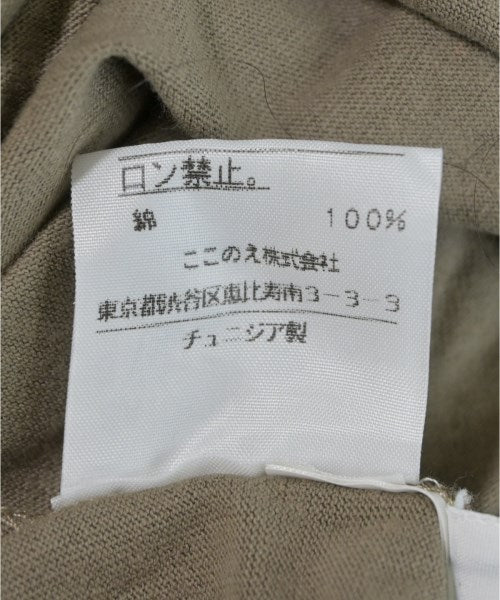 ロン禁止。
綿 100%
ここのえ株式会社
東京都渋谷区恵比寿南3-3-3
チュニジア製